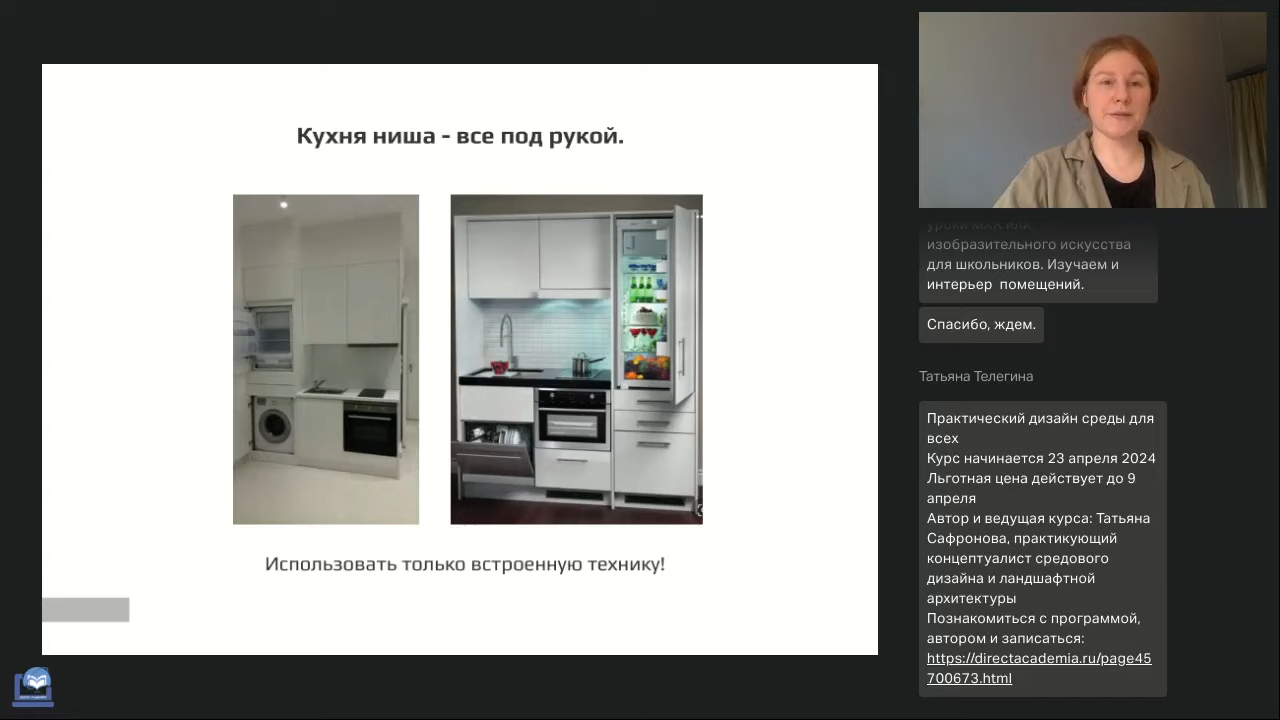 Кухня ниша - все под рукой.
Использовать только встроенную технику!
уроки МХК или
изобразительного искусства
для школьников. Изучаем и
интерьер помещений.
Спасибо, ждем.
Татьяна Телегина
Практический дизайн среды для
всех
Курс начинается 23 апреля 2024
Льготная цена действует до 9
апреля
Автор и ведущая курса: Татьяна
Сафронова, практикующий
концептуалист средового
дизайна и ландшафтной
архитектуры
Познакомиться с программой,
автором и записаться:
https://directacademia.ru/page45
700673.html